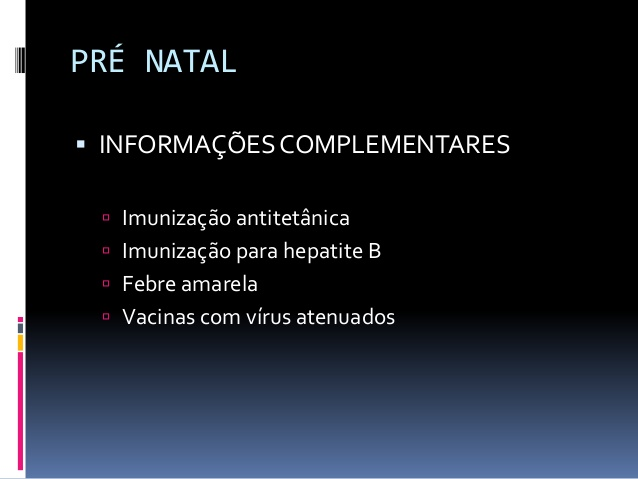 PRÉ NATAL
INFORMAÇÕES COMPLEMENTARES
Imunização antitetânica
Imunização para hepatite B
Febre amarela
Vacinas com vírus atenuados